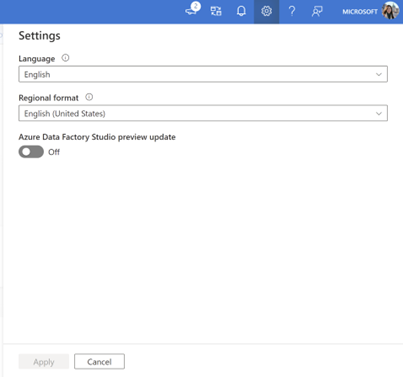 2
MICROSOFT
Settings
Language
English
Regional format
English (United States)
Azure Data Factory Studio preview update
Off
Apply
Cancel